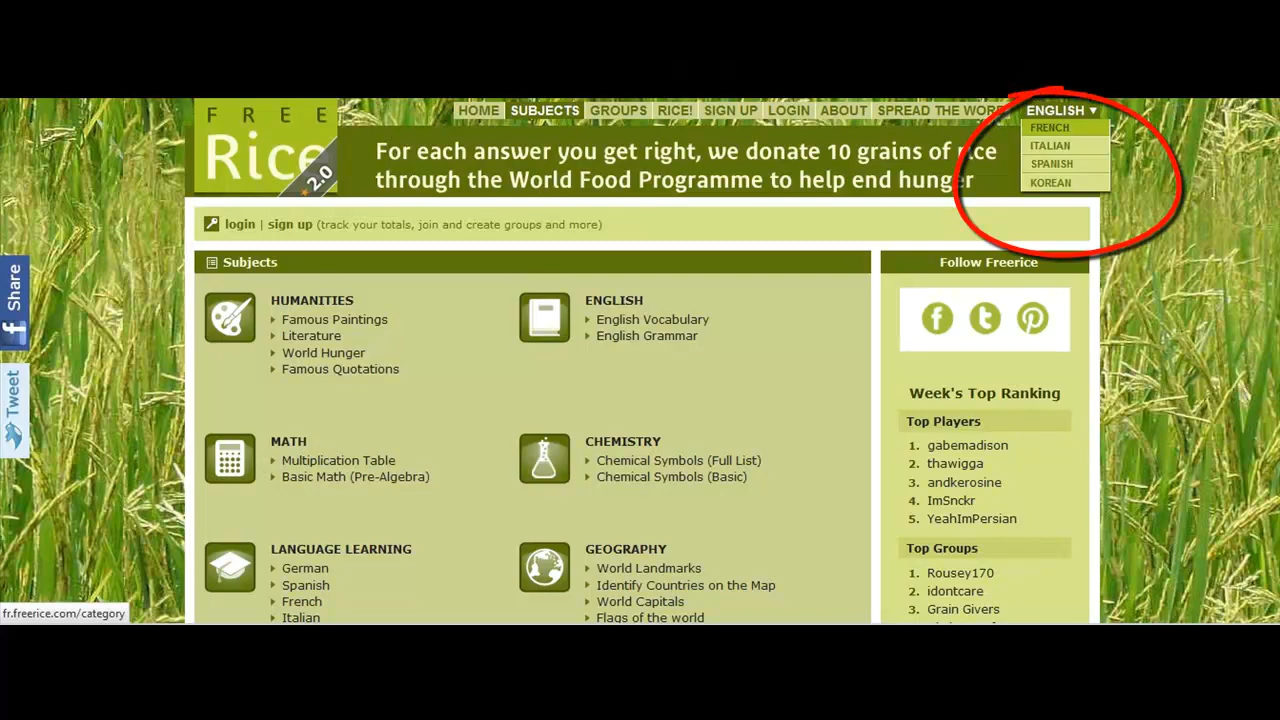 F R E E
Rice
2.0
HOME SUBJECTS GROUPS RICE! SIGN UP LOGIN ABOUT SPREAD THE WORD ENGLISH ▼
FRENCH
ITALIAN
SPANISH
KOREAN
For each answer you get right, we donate 10 grains of rice
through the World Food Programme to help end hunger
login | sign up (track your totals, join and create groups and more)
Subjects
HUMANITIES
Famous Paintings
Literature
World Hunger
Famous Quotations
ENGLISH
English Vocabulary
English Grammar
MATH
Multiplication Table
Basic Math (Pre-Algebra)
CHEMISTRY
Chemical Symbols (Full List)
Chemical Symbols (Basic)
LANGUAGE LEARNING
German
Spanish
French
Italian
GEOGRAPHY
World Landmarks
Identify Countries on the Map
World Capitals
Flags of the world
Follow Freerice
Week's Top Ranking
Top Players
1. gabemadison
2. thawigga
3. andkerosine
4. ImSnckr
5. YeahImPersian
Top Groups
1. Rousey170
2. idontcare
3. Grain Givers
Share
Tweet
fr.freerice.com/category